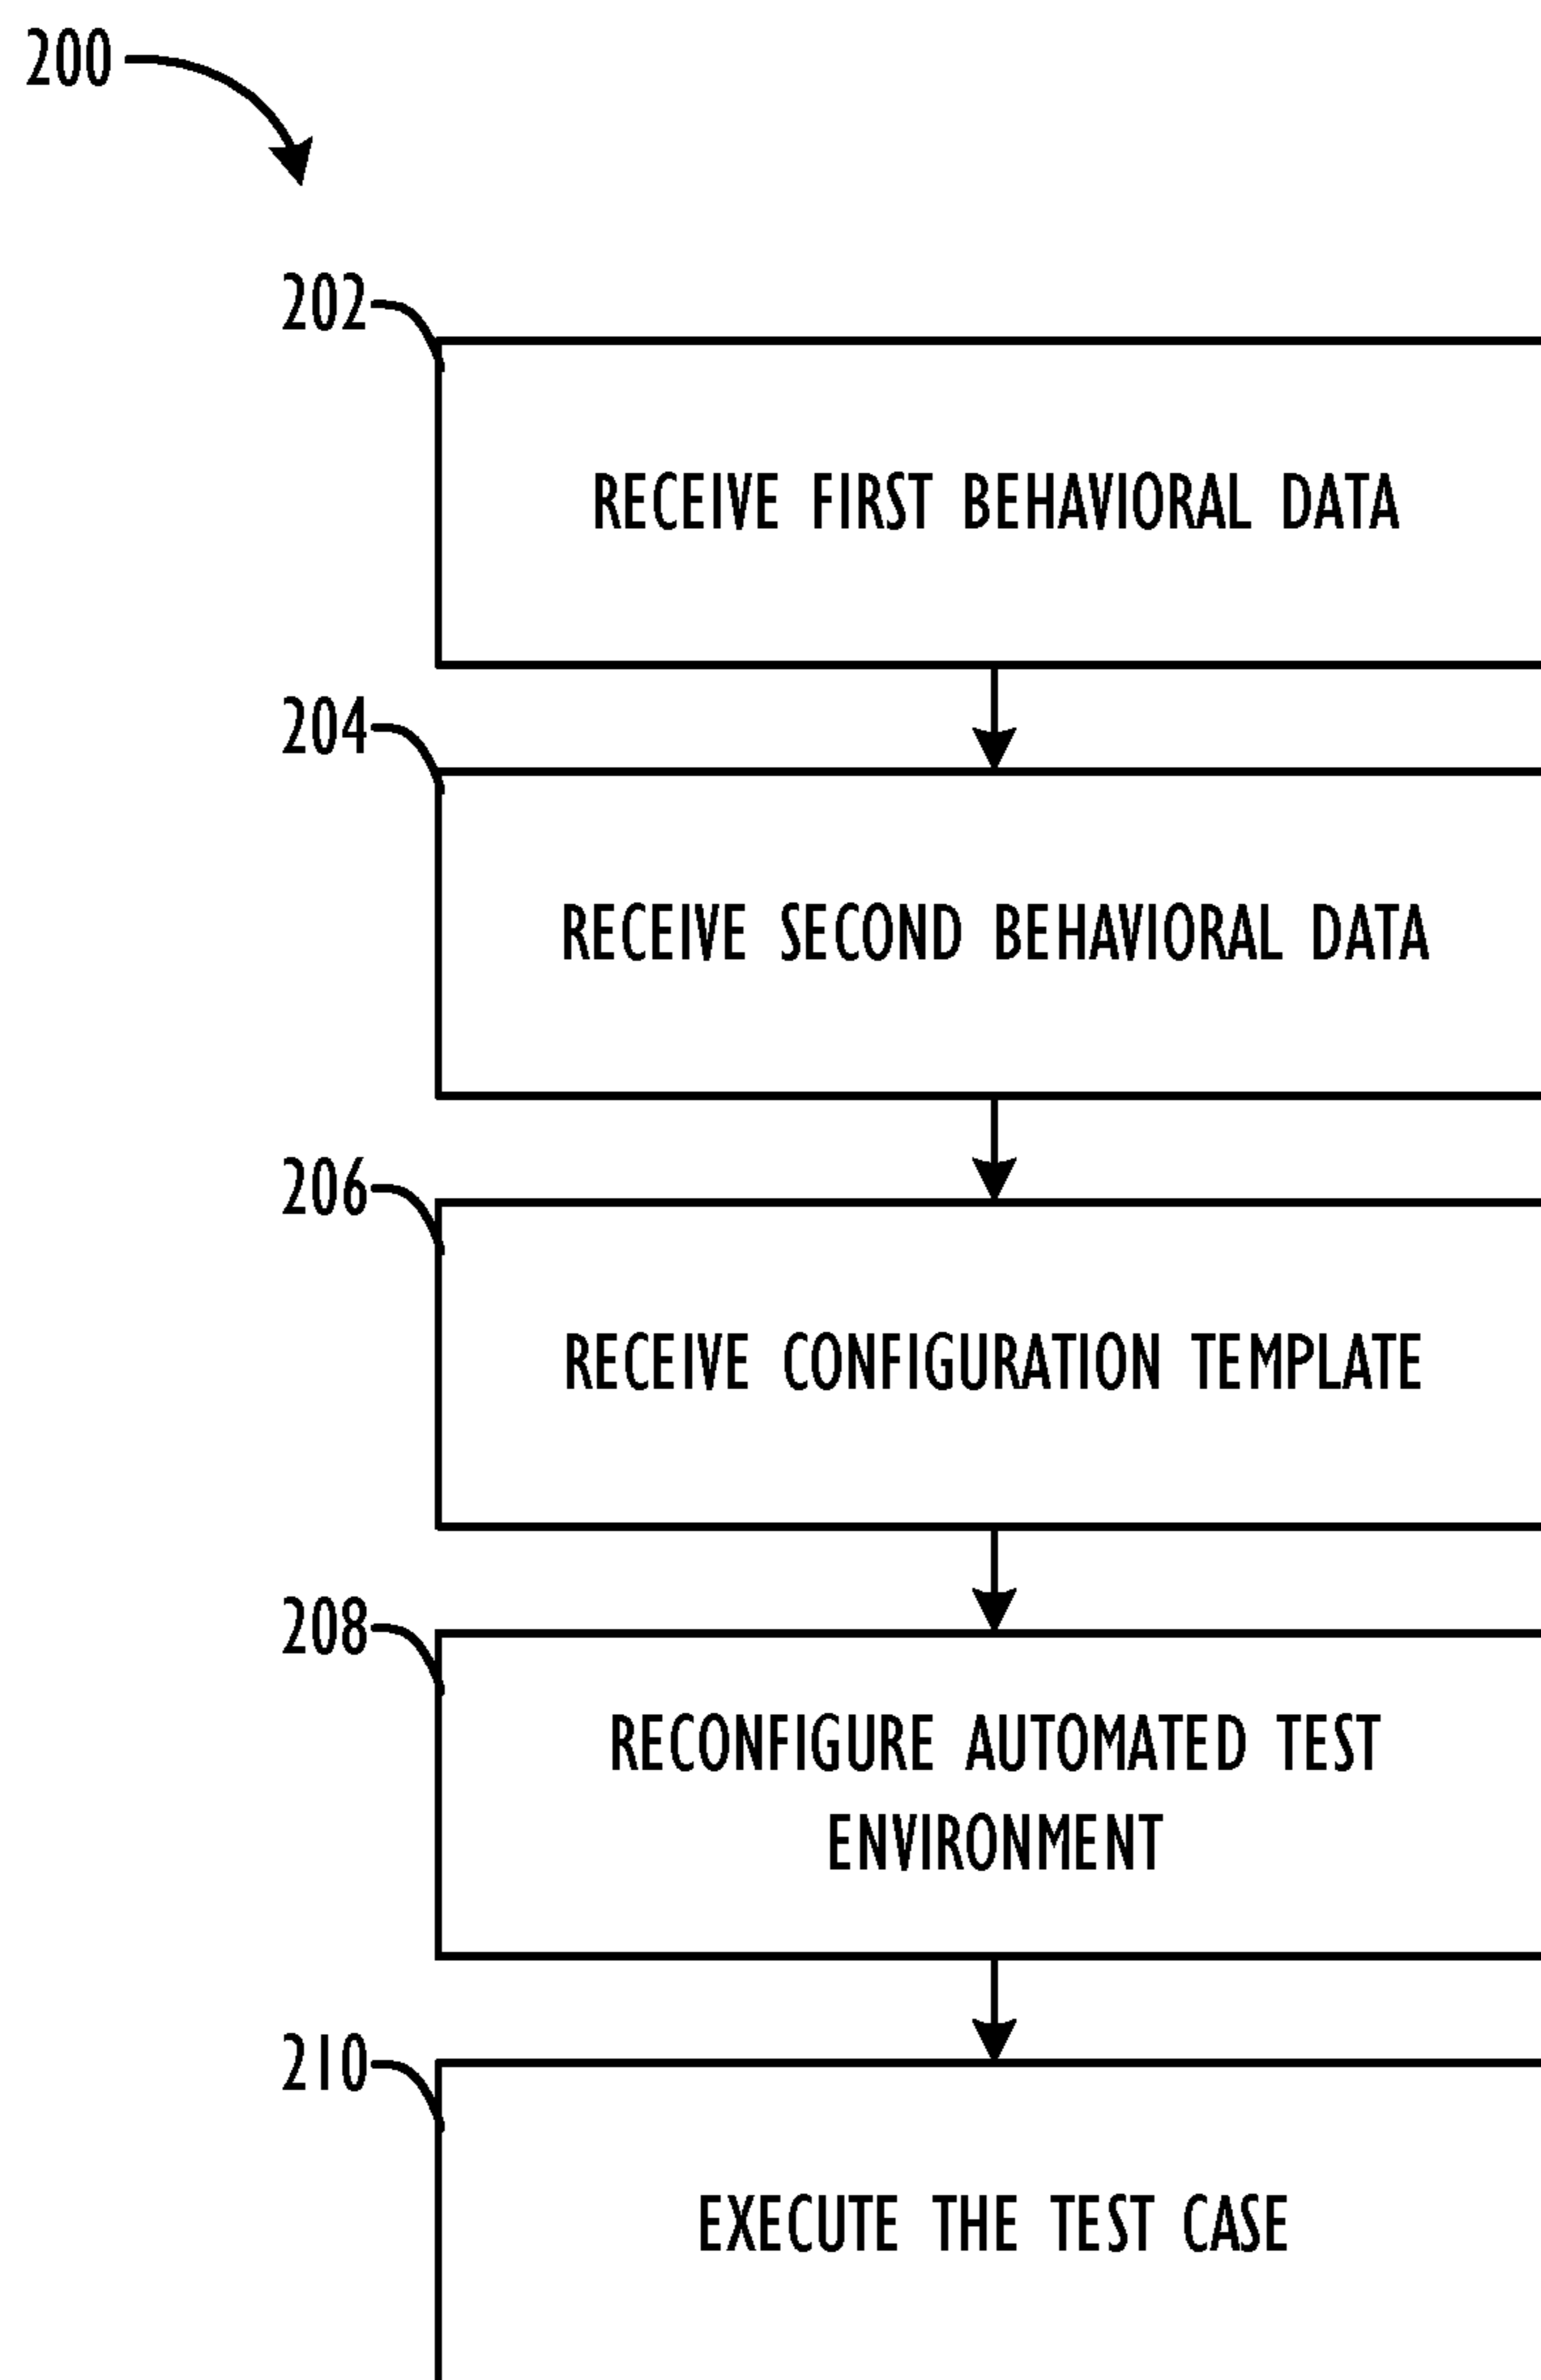 200
202
RECEIVE FIRST BEHAVIORAL DATA
204
RECEIVE SECOND BEHAVIORAL DATA
206
RECEIVE CONFIGURATION TEMPLATE
208
RECONFIGURE AUTOMATED TEST
ENVIRONMENT
210
EXECUTE THE TEST CASE